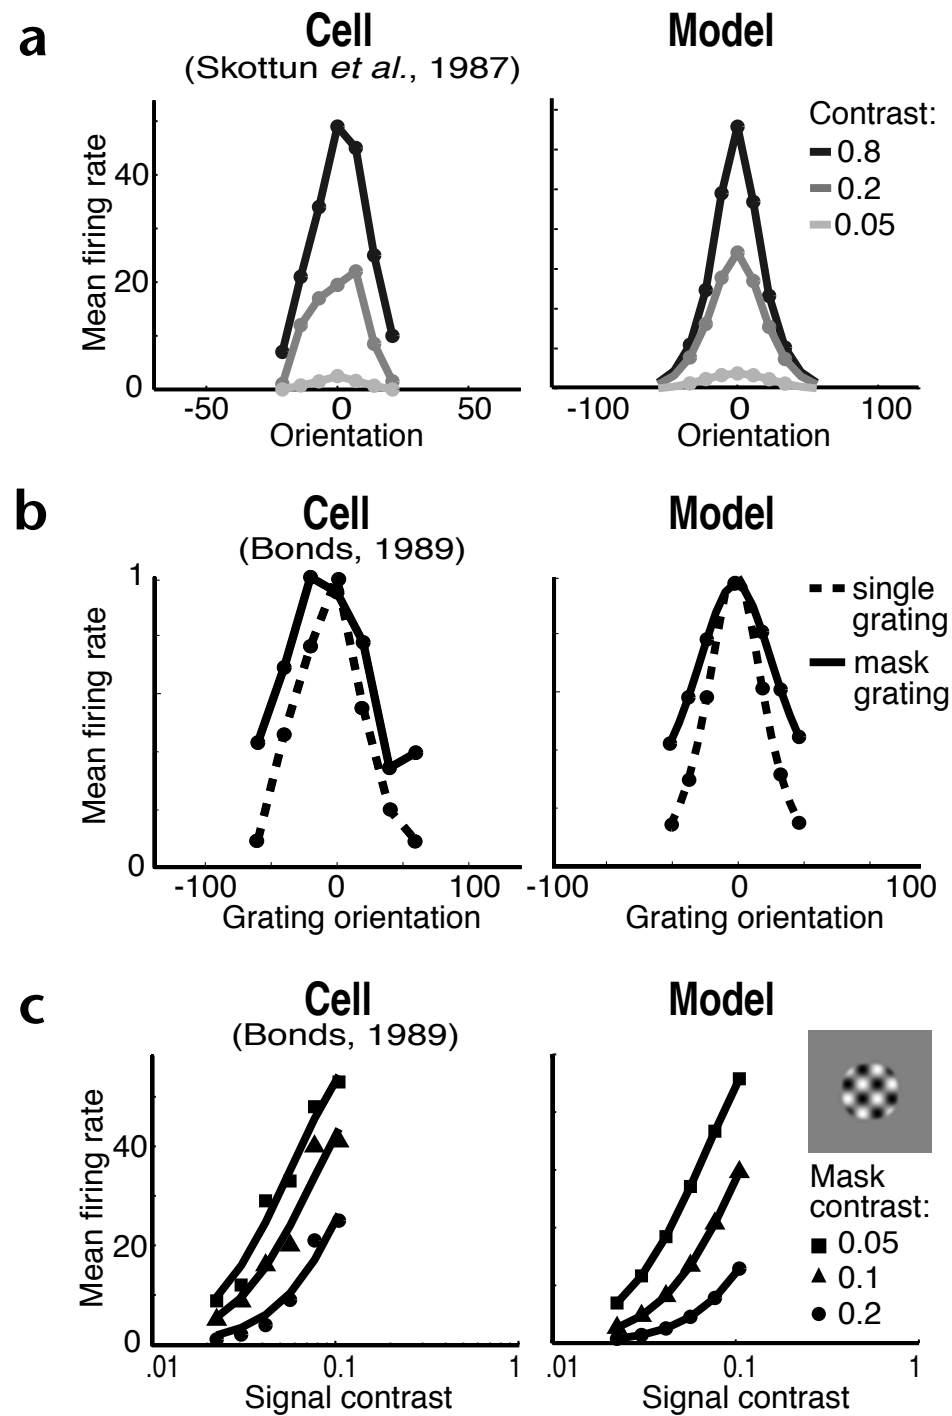 a
Cell
(Skottun et al., 1987)
Model
Mean firing rate
40
20
0
-50
0
50
Orientation
-100
0
100
Orientation
Contrast:
0.8
0.2
0.05
b
Cell
(Bonds, 1989)
Model
Mean firing rate
1
0
-100
0
100
Grating orientation
-100
0
100
Grating orientation
single
grating
mask
grating
c
Cell
(Bonds, 1989)
Model
Mean firing rate
40
20
0
.01
0.1
1
Signal contrast
.01
0.1
1
Signal contrast
Mask
contrast:
0.05
0.1
0.2